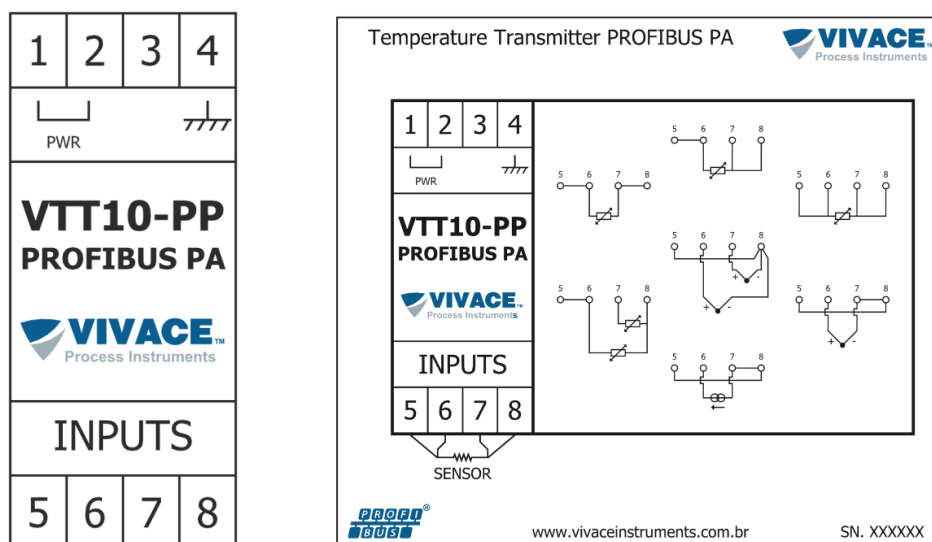 1 2 3 4
PWR
VTT10-PP
PROFIBUS PA
VIVACE™
Process Instruments
INPUTS
5 6 7 8
Temperature Transmitter PROFIBUS PA
VIVACE™
Process Instruments
1 2 3 4
PWR
VTT10-PP
PROFIBUS PA
VIVACE™
Process Instruments
INPUTS
5 6 7 8
SENSOR
5 6 7 8
5 6 7 8
5 6 7 8
5 6 7 8
+ -
+ -
5 6 7 8
5 6 7 8
+ -
5 6 7 8
PROFI®
BUS
www.vivaceinstruments.com.br
SN. XXXXXX